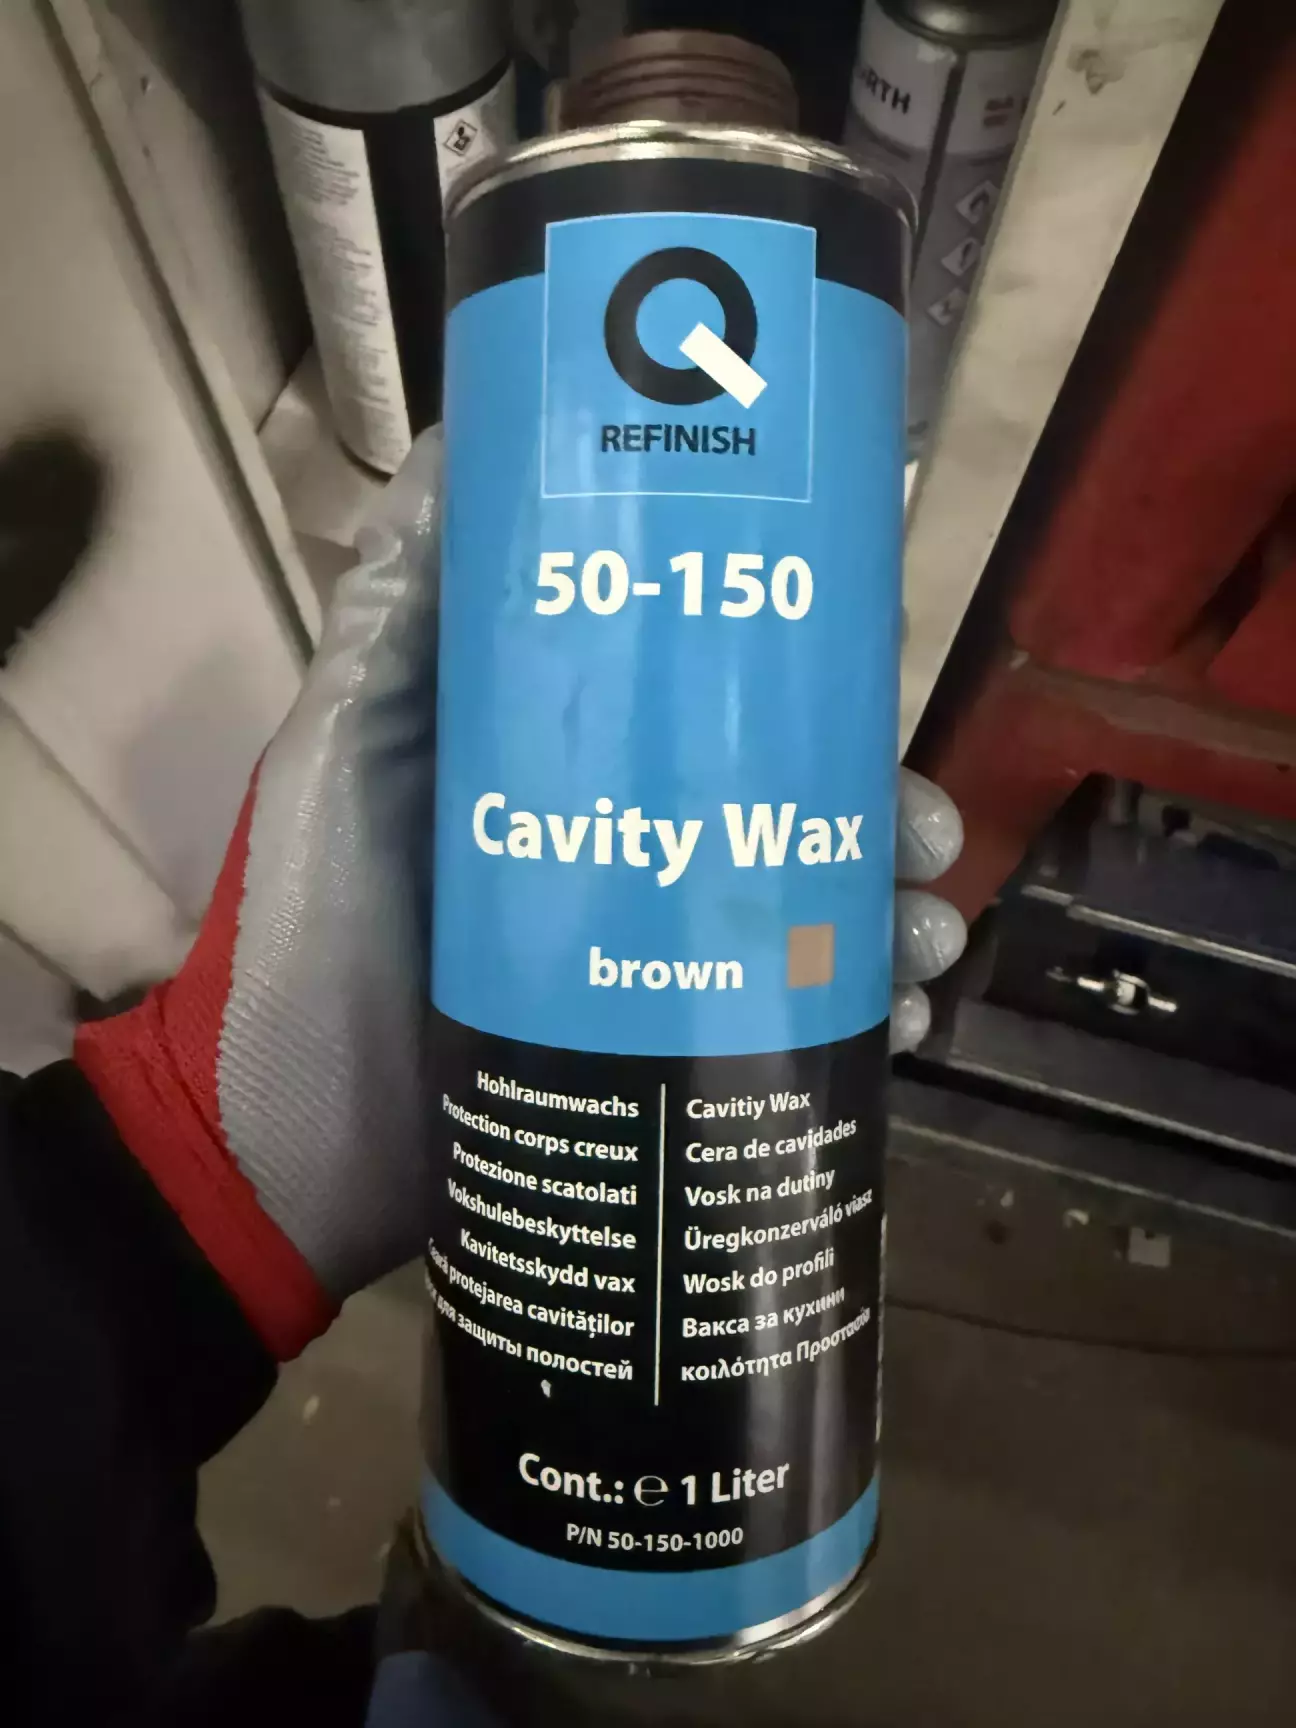 Q
REFINISH
50-150
Cavity Wax
brown
Hohlraumwachs
Protection corps creux
Protezione scatolati
Vokshulebeskyttelse
Kavitetsskydd vax
protejarea cavităților
для защиты полостей
Cavitiy Wax
Cera de cavidades
Vosk na dutiny
Üregkonzerváló viasz
Wosk do profili
Вакса за кухини
κοιλότητα Προστασία
Cont.: ℮ 1 Liter
P/N 50-150-1000